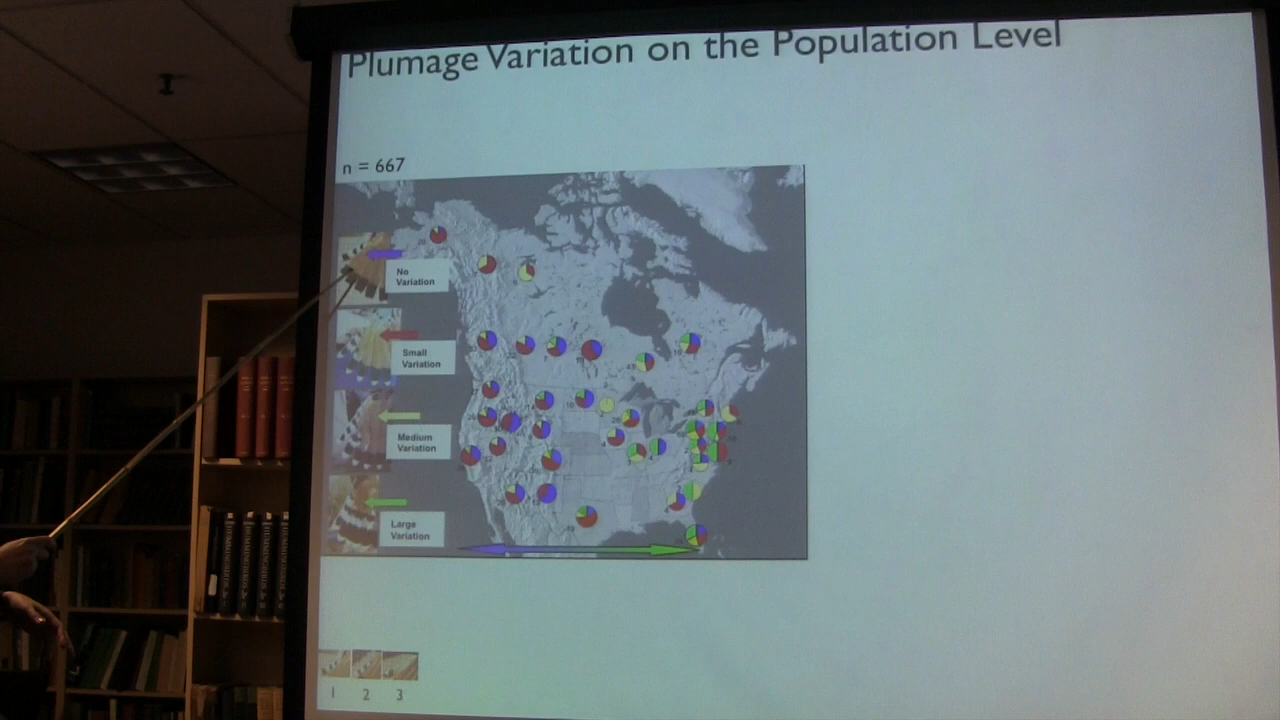 Plumage Variation on the Population Level
n = 667
No
Variation
Small
Variation
Medium
Variation
Large
Variation
1 2 3